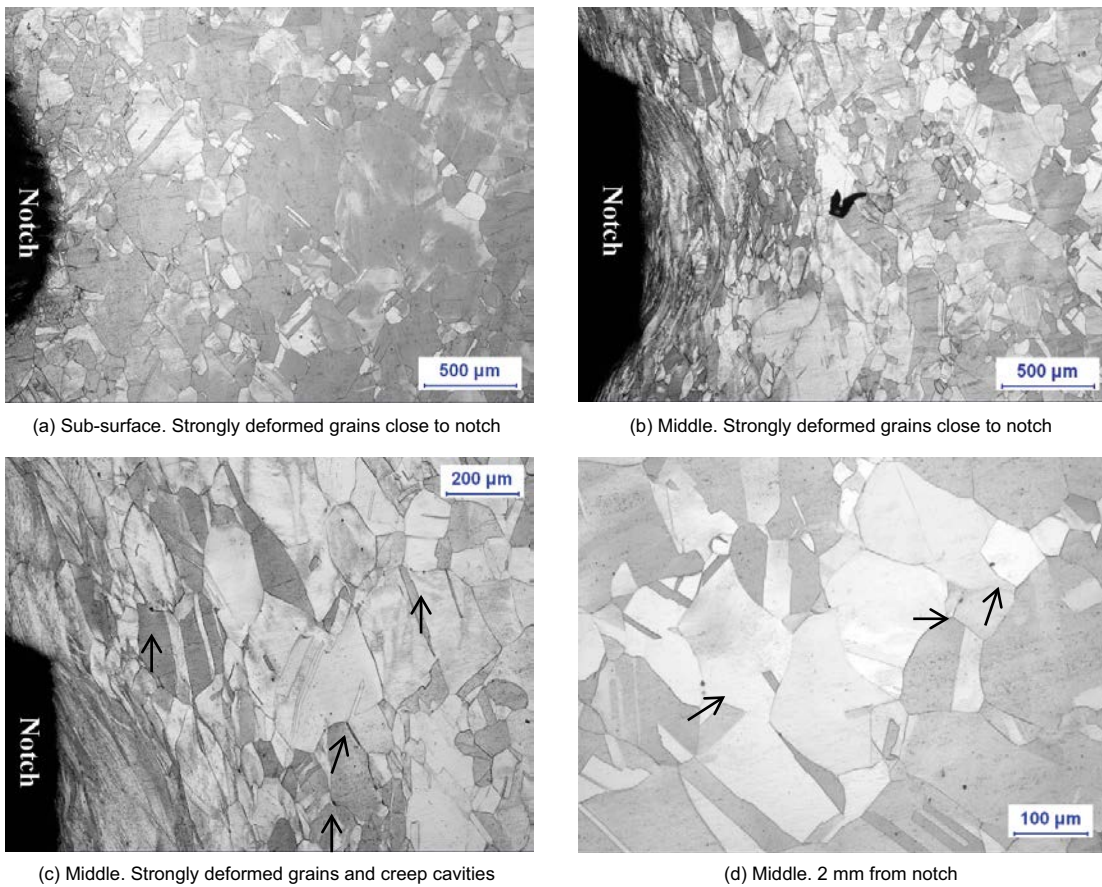 Notch
500 µm
Notch
500 µm
(a) Sub-surface. Strongly deformed grains close to notch
(b) Middle. Strongly deformed grains close to notch
200 µm
Notch
100 µm
(c) Middle. Strongly deformed grains and creep cavities
(d) Middle. 2 mm from notch